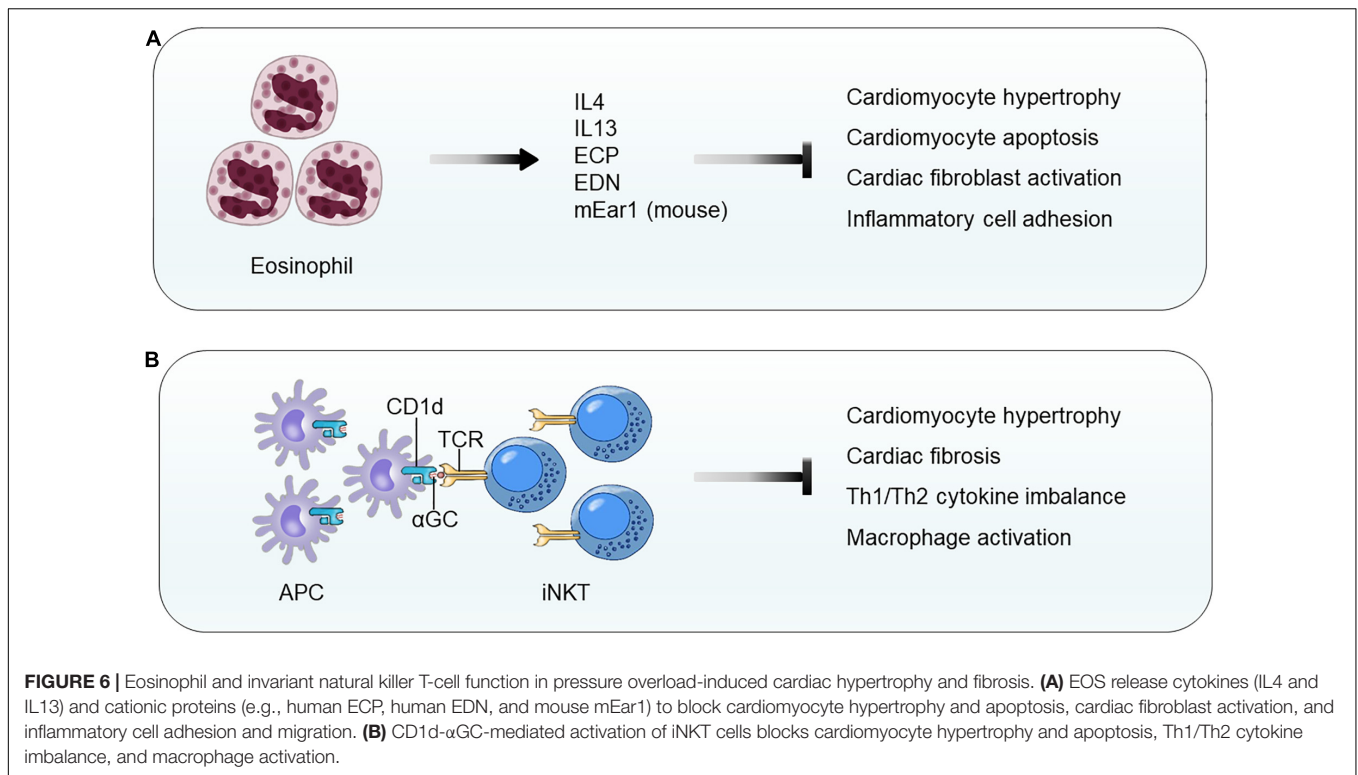 A
IL4
IL13
ECP
EDN
mEar1 (mouse)
Eosinophil
Cardiomyocyte hypertrophy
Cardiomyocyte apoptosis
Cardiac fibroblast activation
Inflammatory cell adhesion
B
CD1d
TCR
αGC
APC
iNKT
Cardiomyocyte hypertrophy
Cardiac fibrosis
Th1/Th2 cytokine imbalance
Macrophage activation
FIGURE 6 | Eosinophil and invariant natural killer T-cell function in pressure overload-induced cardiac hypertrophy and fibrosis. (A) EOS release cytokines (IL4 and
IL13) and cationic proteins (e.g., human ECP, human EDN, and mouse mEar1) to block cardiomyocyte hypertrophy and apoptosis, cardiac fibroblast activation, and
inflammatory cell adhesion and migration. (B) CD1d-αGC-mediated activation of iNKT cells blocks cardiomyocyte hypertrophy and apoptosis, Th1/Th2 cytokine
imbalance, and macrophage activation.